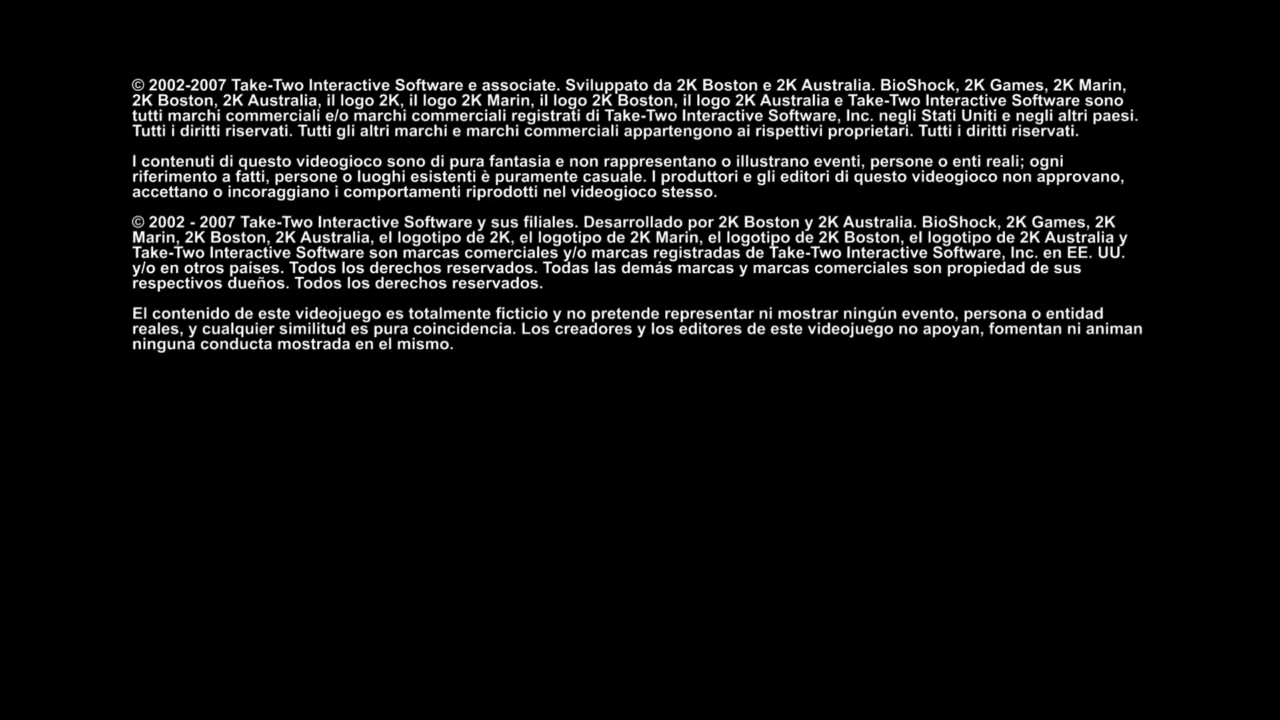 © 2002-2007 Take-Two Interactive Software e associate. Sviluppato da 2K Boston e 2K Australia. BioShock, 2K Games, 2K Marin,
2K Boston, 2K Australia, il logo 2K, il logo 2K Marin, il logo 2K Boston, il logo 2K Australia e Take-Two Interactive Software sono
tutti marchi commerciali e/o marchi commerciali registrati di Take-Two Interactive Software, Inc. negli Stati Uniti e negli altri paesi.
Tutti i diritti riservati. Tutti gli altri marchi e marchi commerciali appartengono ai rispettivi proprietari. Tutti i diritti riservati.
I contenuti di questo videogioco sono di pura fantasia e non rappresentano o illustrano eventi, persone o enti reali; ogni
riferimento a fatti, persone o luoghi esistenti è puramente casuale. I produttori e gli editori di questo videogioco non approvano,
accettano o incoraggiano i comportamenti riprodotti nel videogioco stesso.
© 2002 - 2007 Take-Two Interactive Software y sus filiales. Desarrollado por 2K Boston y 2K Australia. BioShock, 2K Games, 2K
Marin, 2K Boston, 2K Australia, el logotipo de 2K, el logotipo de 2K Marin, el logotipo de 2K Boston, el logotipo de 2K Australia y
Take-Two Interactive Software son marcas comerciales y/o marcas registradas de Take-Two Interactive Software, Inc. en EE. UU.
y/o en otros países. Todos los derechos reservados. Todas las demás marcas y marcas comerciales son propiedad de sus
respectivos dueños. Todos los derechos reservados.
El contenido de este videojuego es totalmente ficticio y no pretende representar ni mostrar ningún evento, persona o entidad
reales, y cualquier similitud es pura coincidencia. Los creadores y los editores de este videojuego no apoyan, fomentan ni animan
ninguna conducta mostrada en el mismo.